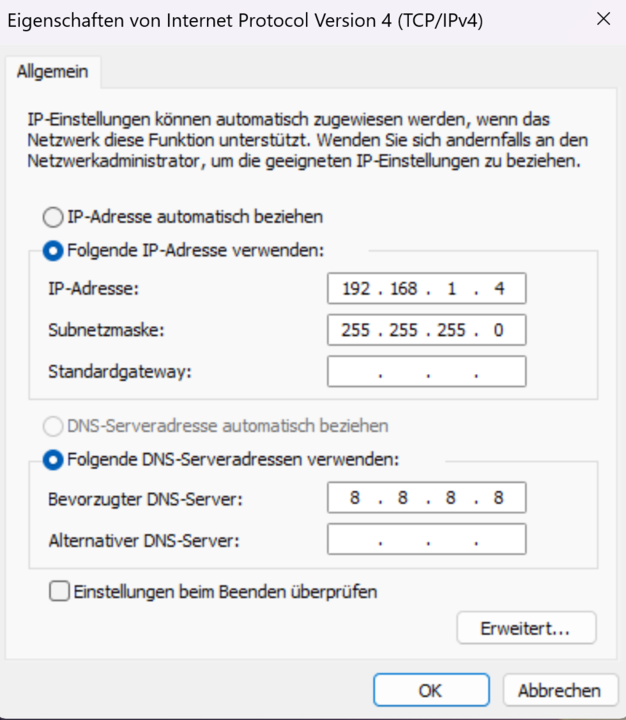 Eigenschaften von Internet Protocol Version 4 (TCP/IPv4)
Allgemein
IP-Einstellungen können automatisch zugewiesen werden, wenn das
Netzwerk diese Funktion unterstützt. Wenden Sie sich andernfalls an den
Netzwerkadministrator, um die geeigneten IP-Einstellungen zu beziehen.
IP-Adresse automatisch beziehen
Folgende IP-Adresse verwenden:
IP-Adresse: 192 . 168 . 1 . 4
Subnetzmaske: 255 . 255 . 255 . 0
Standardgateway: . . .
DNS-Serveradresse automatisch beziehen
Folgende DNS-Serveradressen verwenden:
Bevorzugter DNS-Server: 8 . 8 . 8 . 8
Alternativer DNS-Server: . . .
Einstellungen beim Beenden überprüfen
Erweitert...
OK Abbrechen